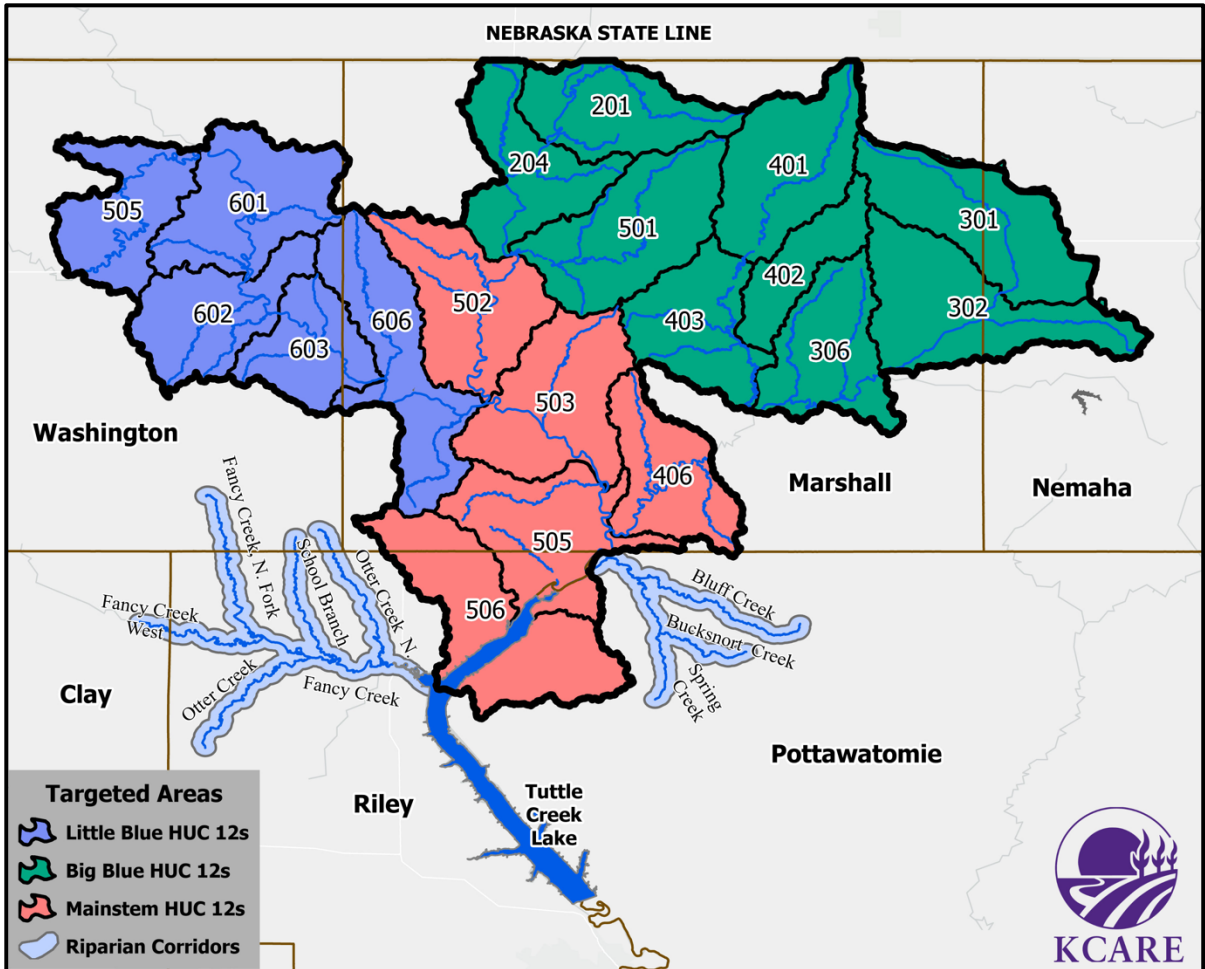 NEBRASKA STATE LINE
201
401
204
505
601
501
301
402
502
602
606
403
302
603
306
503
Washington
406
Marshall
Nemaha
505
Fancy Creek, N. Fork
School Branch
Otter Creek N.
Bluff Creek
Fancy Creek
West
506
Bucksnort Creek
Spring
Creek
Clay
Otter Creek
Fancy Creek
Pottawatomie
Riley
Tuttle
Creek
Lake
Targeted Areas
Little Blue HUC 12s
Big Blue HUC 12s
Mainstem HUC 12s
Riparian Corridors
KCARE